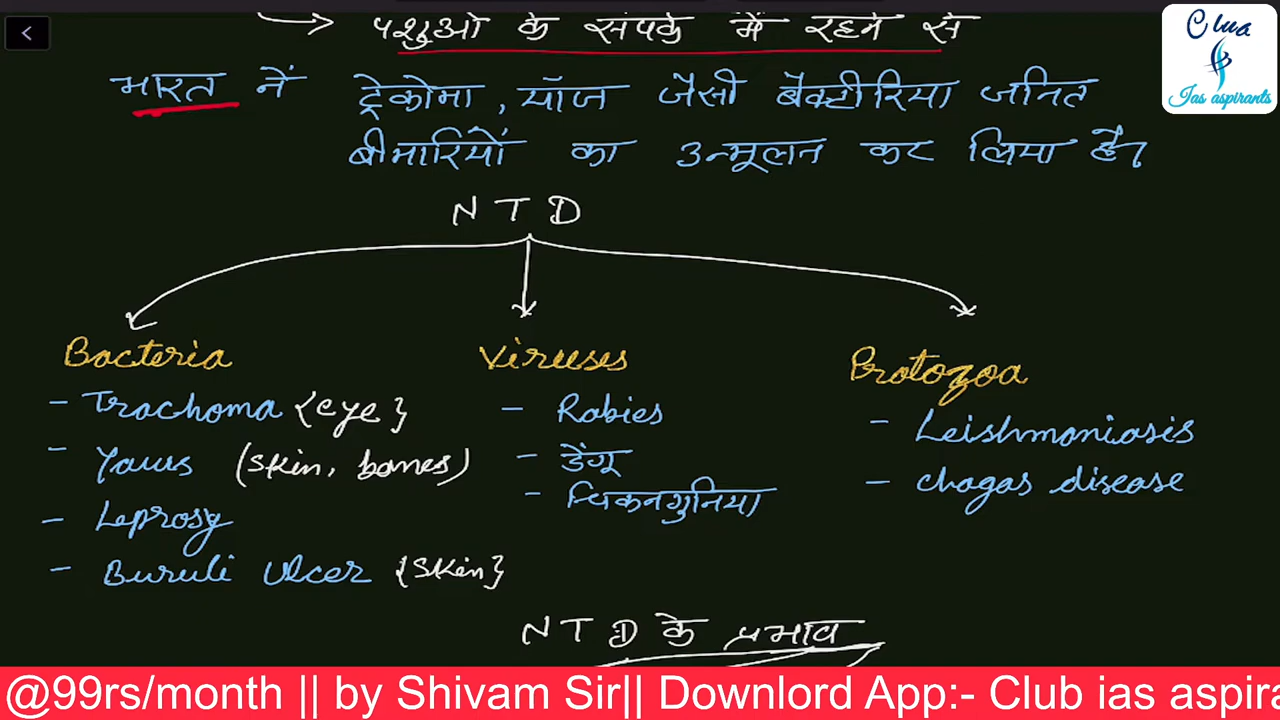 → पशुओं के संपर्क में रहने से
भारत नें ट्रेकोमा, यॉज जैसी बैक्टीरिया जनित
बीमारियों का उन्मूलन कर लिया है।
NTD
Bacteria
- Trachoma {eye}
- Yaws (skin, bones)
- Leprosy
- Buruli Ulcer {skin}
Viruses
- Rabies
- डेंगू
- चिकनगुनिया
Protozoa
- Leishmaniasis
- chagas disease
NTD के प्रभाव
Clua
Ias aspirants
@99rs/month || by Shivam Sir|| Downlord App:- Club ias aspira